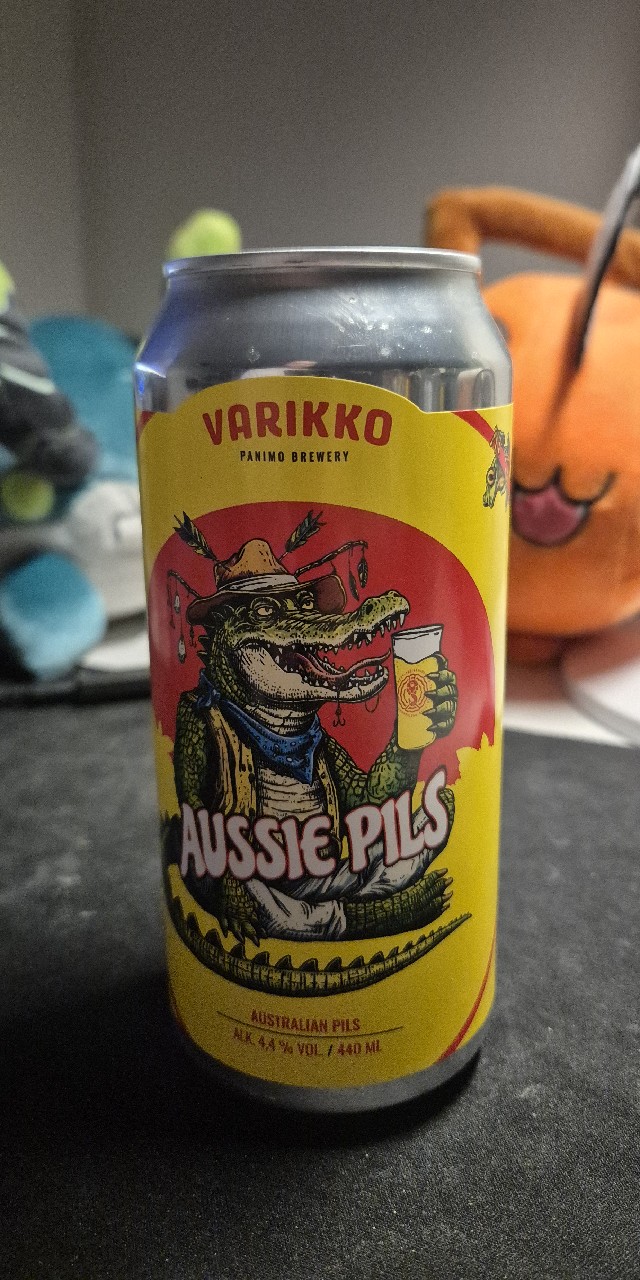 VARIKKO
PANIMO BREWERY
AUSSIE PILS
AUSTRALIAN PILS
ALK. 4,4 % VOL. / 440 ML